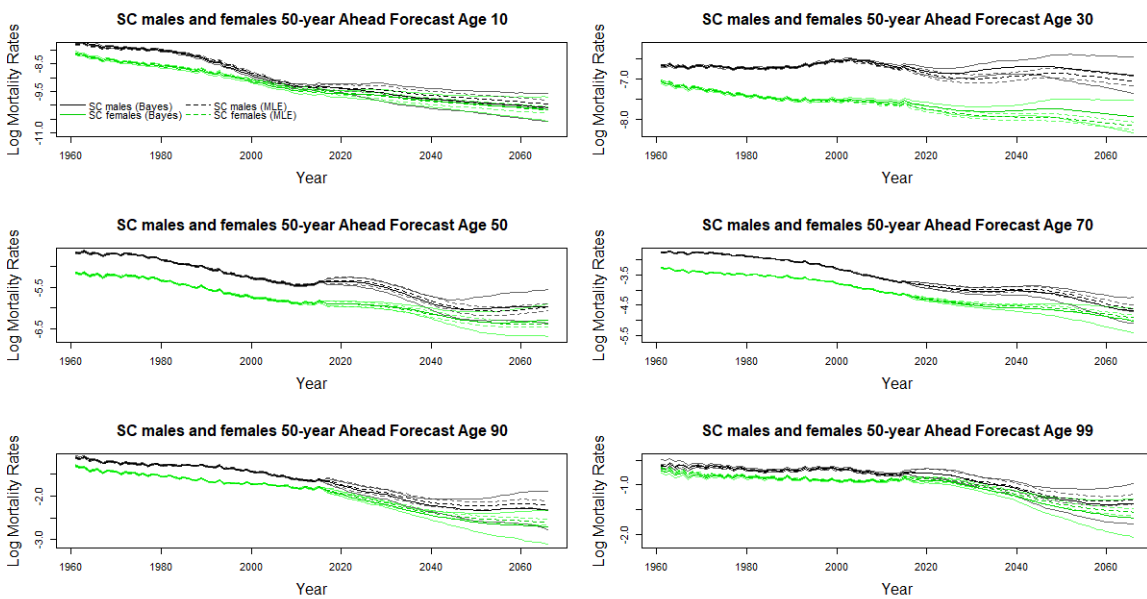 SC males and females 50-year Ahead Forecast Age 10
Log Mortality Rates
-8.5
-9.5
-11.0
SC males (Bayes)
SC males (MLE)
SC females (Bayes)
SC females (MLE)
1960 1980 2000 2020 2040 2060
Year
SC males and females 50-year Ahead Forecast Age 30
Log Mortality Rates
-7.0
-8.0
1960 1980 2000 2020 2040 2060
Year
SC males and females 50-year Ahead Forecast Age 50
Log Mortality Rates
-5.5
-6.5
1960 1980 2000 2020 2040 2060
Year
SC males and females 50-year Ahead Forecast Age 70
Log Mortality Rates
-3.5
-4.5
-5.5
1960 1980 2000 2020 2040 2060
Year
SC males and females 50-year Ahead Forecast Age 90
Log Mortality Rates
-2.0
-3.0
1960 1980 2000 2020 2040 2060
Year
SC males and females 50-year Ahead Forecast Age 99
Log Mortality Rates
-1.0
-2.0
1960 1980 2000 2020 2040 2060
Year